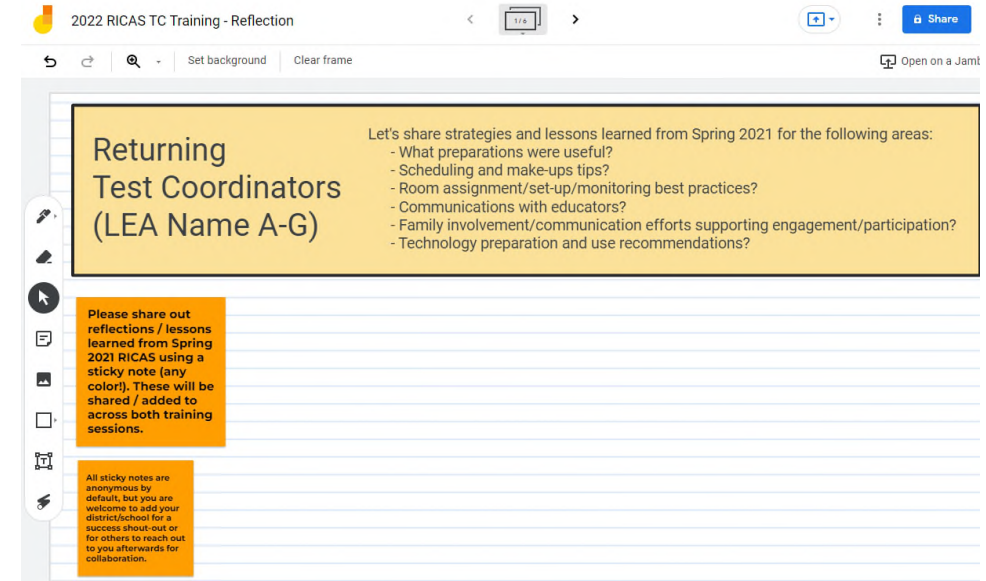 2022 RICAS TC Training - Reflection
1/6
Share
Set background
Clear frame
Open on a Jamb
Returning
Test Coordinators
(LEA Name A-G)
Let's share strategies and lessons learned from Spring 2021 for the following areas:
- What preparations were useful?
- Scheduling and make-ups tips?
- Room assignment/set-up/monitoring best practices?
- Communications with educators?
- Family involvement/communication efforts supporting engagement/participation?
- Technology preparation and use recommendations?
Please share out
reflections / lessons
learned from Spring
2021 RICAS using a
sticky note (any
color!). These will be
shared / added to
across both training
sessions.
All sticky notes are
anonymous by
default, but you are
welcome to add your
district/school for a
success shout-out or
for others to reach out
to you afterwards for
collaboration.